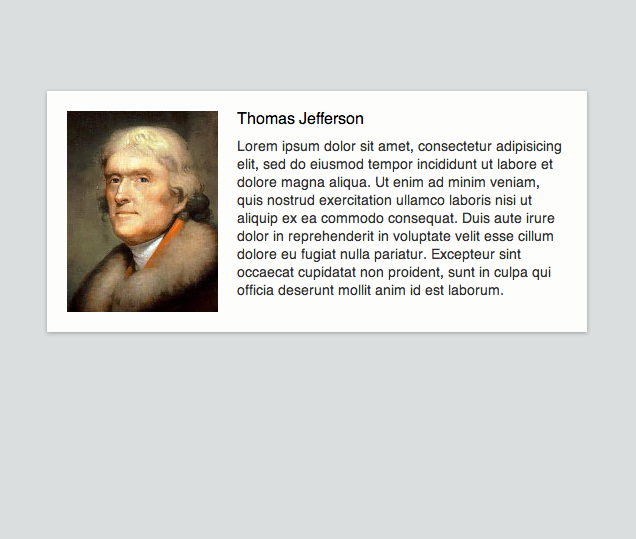 Thomas Jefferson
Lorem ipsum dolor sit amet, consectetur adipisicing
elit, sed do eiusmod tempor incididunt ut labore et
dolore magna aliqua. Ut enim ad minim veniam,
quis nostrud exercitation ullamco laboris nisi ut
aliquip ex ea commodo consequat. Duis aute irure
dolor in reprehenderit in voluptate velit esse cillum
dolore eu fugiat nulla pariatur. Excepteur sint
occaecat cupidatat non proident, sunt in culpa qui
officia deserunt mollit anim id est laborum.